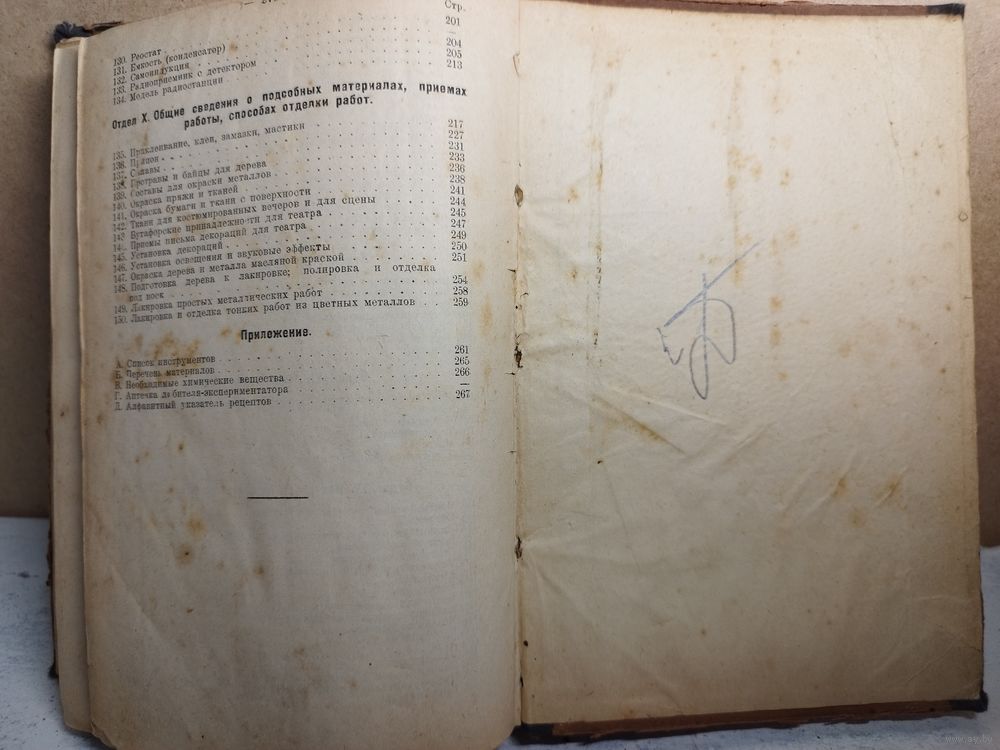 Стр.
130. Реостат . . . 201
131. Емкость (конденсатор) . . . —
132. Самоиндукция . . . 204
133. Радиоприемник с детектором . . . 205
134. Модель радиостанции . . . 213
Отдел X. Общие сведения о подсобных материалах, приемах
работы, способах отделки работ.
135. Приклеивание, клеи, замазки, мастики . . . 217
136. . . . 227
137. Сплавы . . . 231
138. Протравы и байцы для дерева . . . 233
139. Составы для окраски металлов . . . 236
140. Окраска пряжи и тканей . . . 238
141. Окраска бумаги и ткани с поверхности . . . 241
142. Ткани для костюмированных вечеров и для сцены . . . 244
143. Бутафорские принадлежности для театра . . . 245
144. Приемы письма декораций для театра . . . 247
145. Установка декораций . . . 249
146. Установка освещения и звуковые эффекты . . . 250
147. Окраска дерева и металла масляной краской . . . 251
148. Подготовка дерева к лакировке; полировка и отделка
под воск . . . 254
149. Лакировка простых металлических работ . . . 258
150. Лакировка и отделка тонких работ из цветных металлов . . 259
Приложение.
А. Список инструментов . . . 261
Б. Перечень материалов . . . 265
В. Необходимые химические вещества . . . 266
Г. Аптечка любителя-экспериментатора . . . —
Д. Алфавитный указатель рецептов . . . 267
www.ay.by